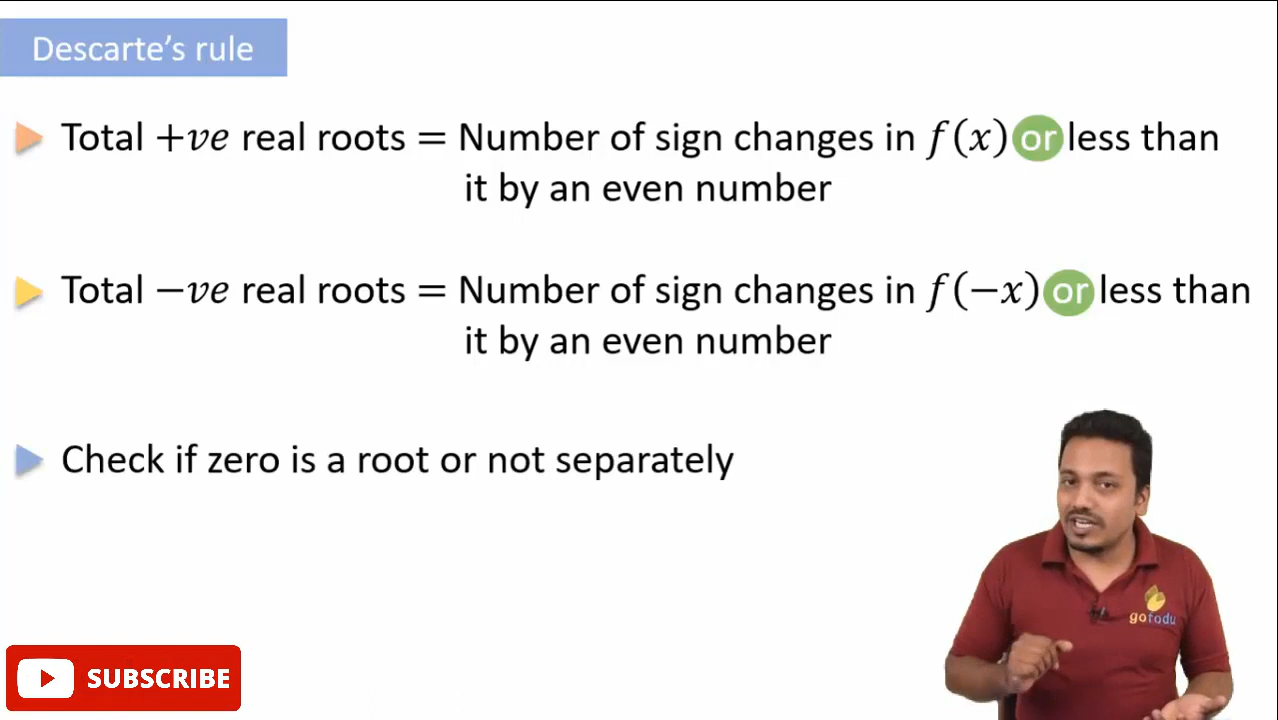 Descarte's rule
Total +ve real roots = Number of sign changes in f(x) or less than
it by an even number
Total −ve real roots = Number of sign changes in f(−x) or less than
it by an even number
Check if zero is a root or not separately
gofodu
SUBSCRIBE